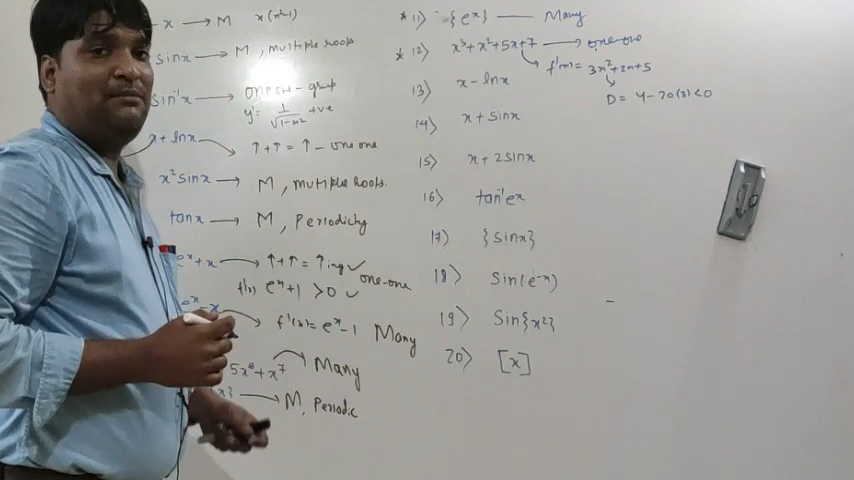 -x → M x(x²-1)
sinx → M, multiple roots
sin⁻¹x → one one - graph
y' = 1/√1-x² +ve
x + lnx → ↑ + ↑ = ↑ - one one
x² sinx → M, multiple roots.
tanx → M, Periodicity
eˣ + x → ↑ + ↑ = ↑ing ✓ one-one
f'(x) eˣ + 1 > 0 ✓
eˣ - x → f'(x) = eˣ - 1 Many
5x⁸ + x⁷ → Many
x} → M, Periodic
* 11) {eˣ} — Many
* 12) x³ + x² + 5x + 7 → one-one
f'(x) = 3x² + 2x + 5
D = 4 - 20(3) < 0
13) x - lnx
14) x + sinx
15) x + 2sinx
16) tan⁻¹eˣ
17) {sinx}
18) Sin(e⁻ˣ)
19) Sin{x²}
20) [x]